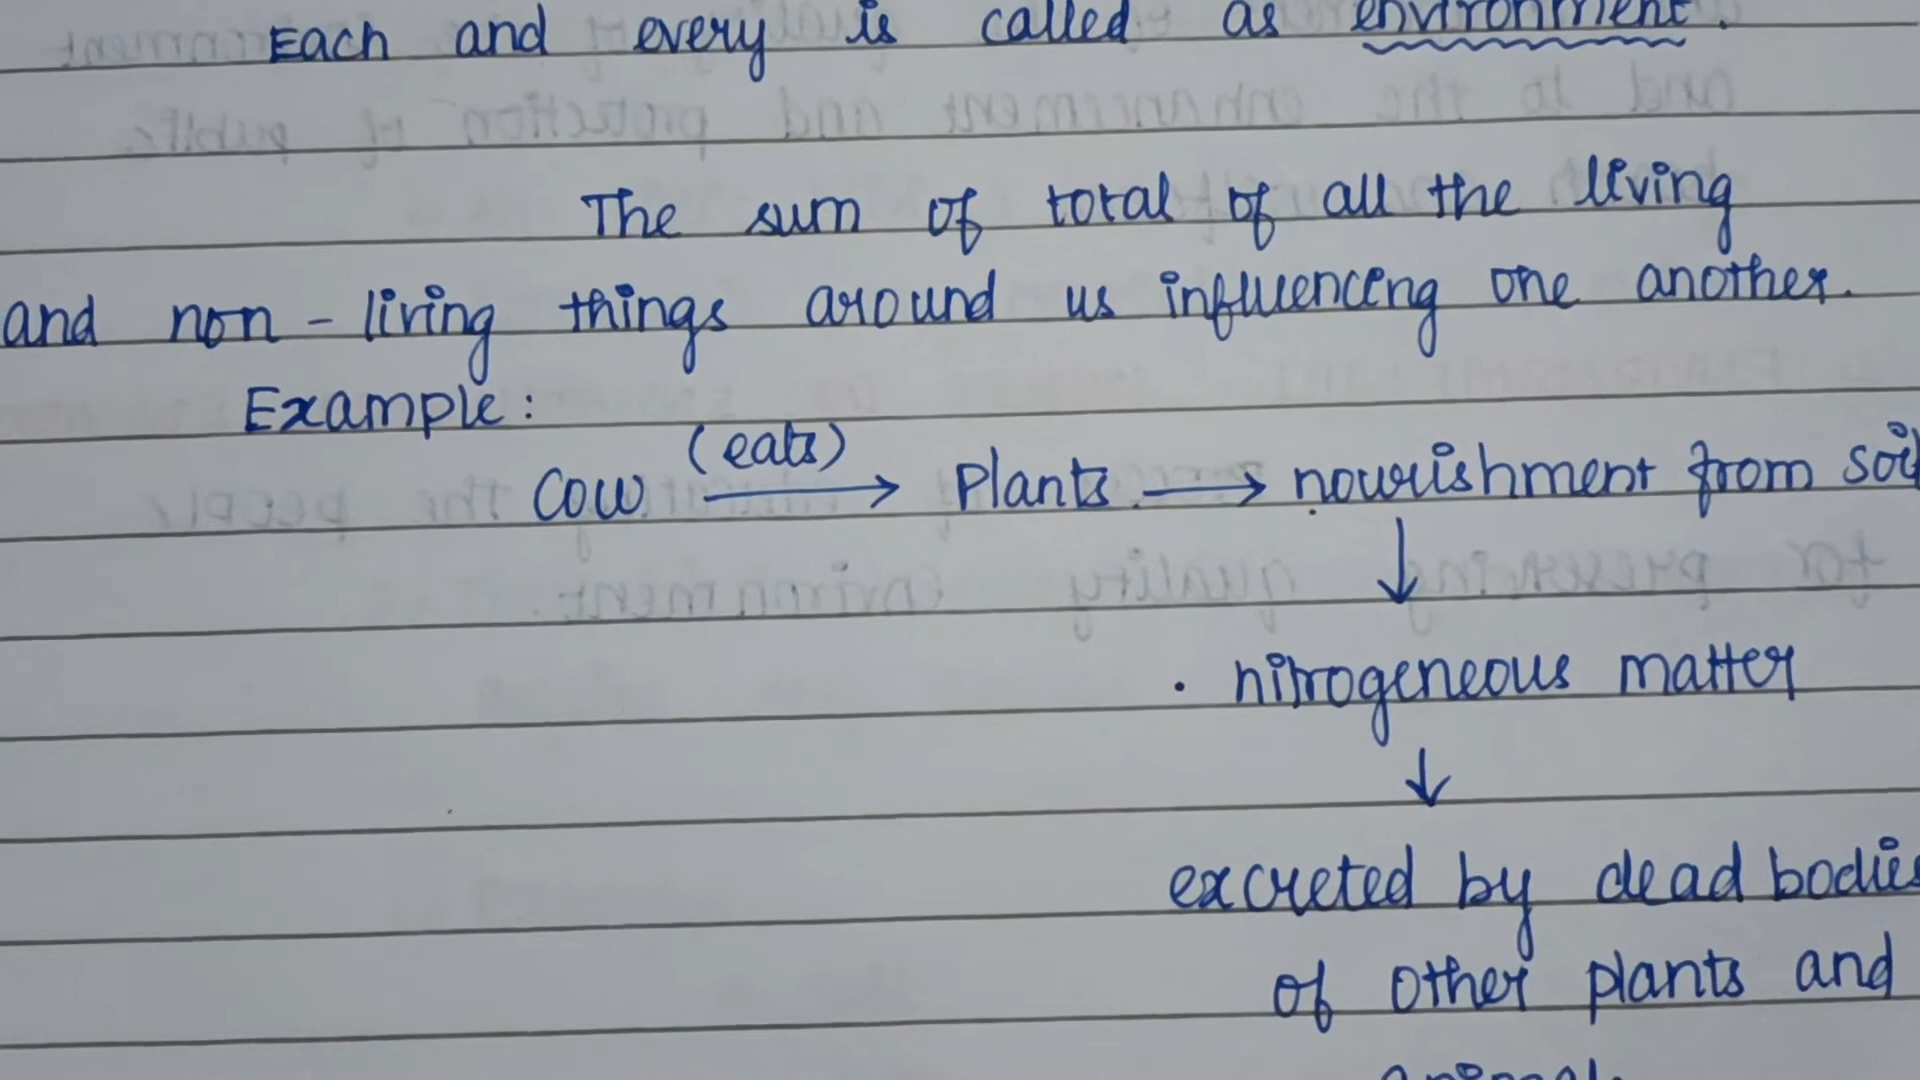 Each and every is called as environment.
The sum of total of all the living
and non-living things around us influencing one another.
Example:
(eats)
Cow → Plants → nourishment from soil
↓
. nitrogeneous matter
↓
excreted by dead bodies
of other plants and